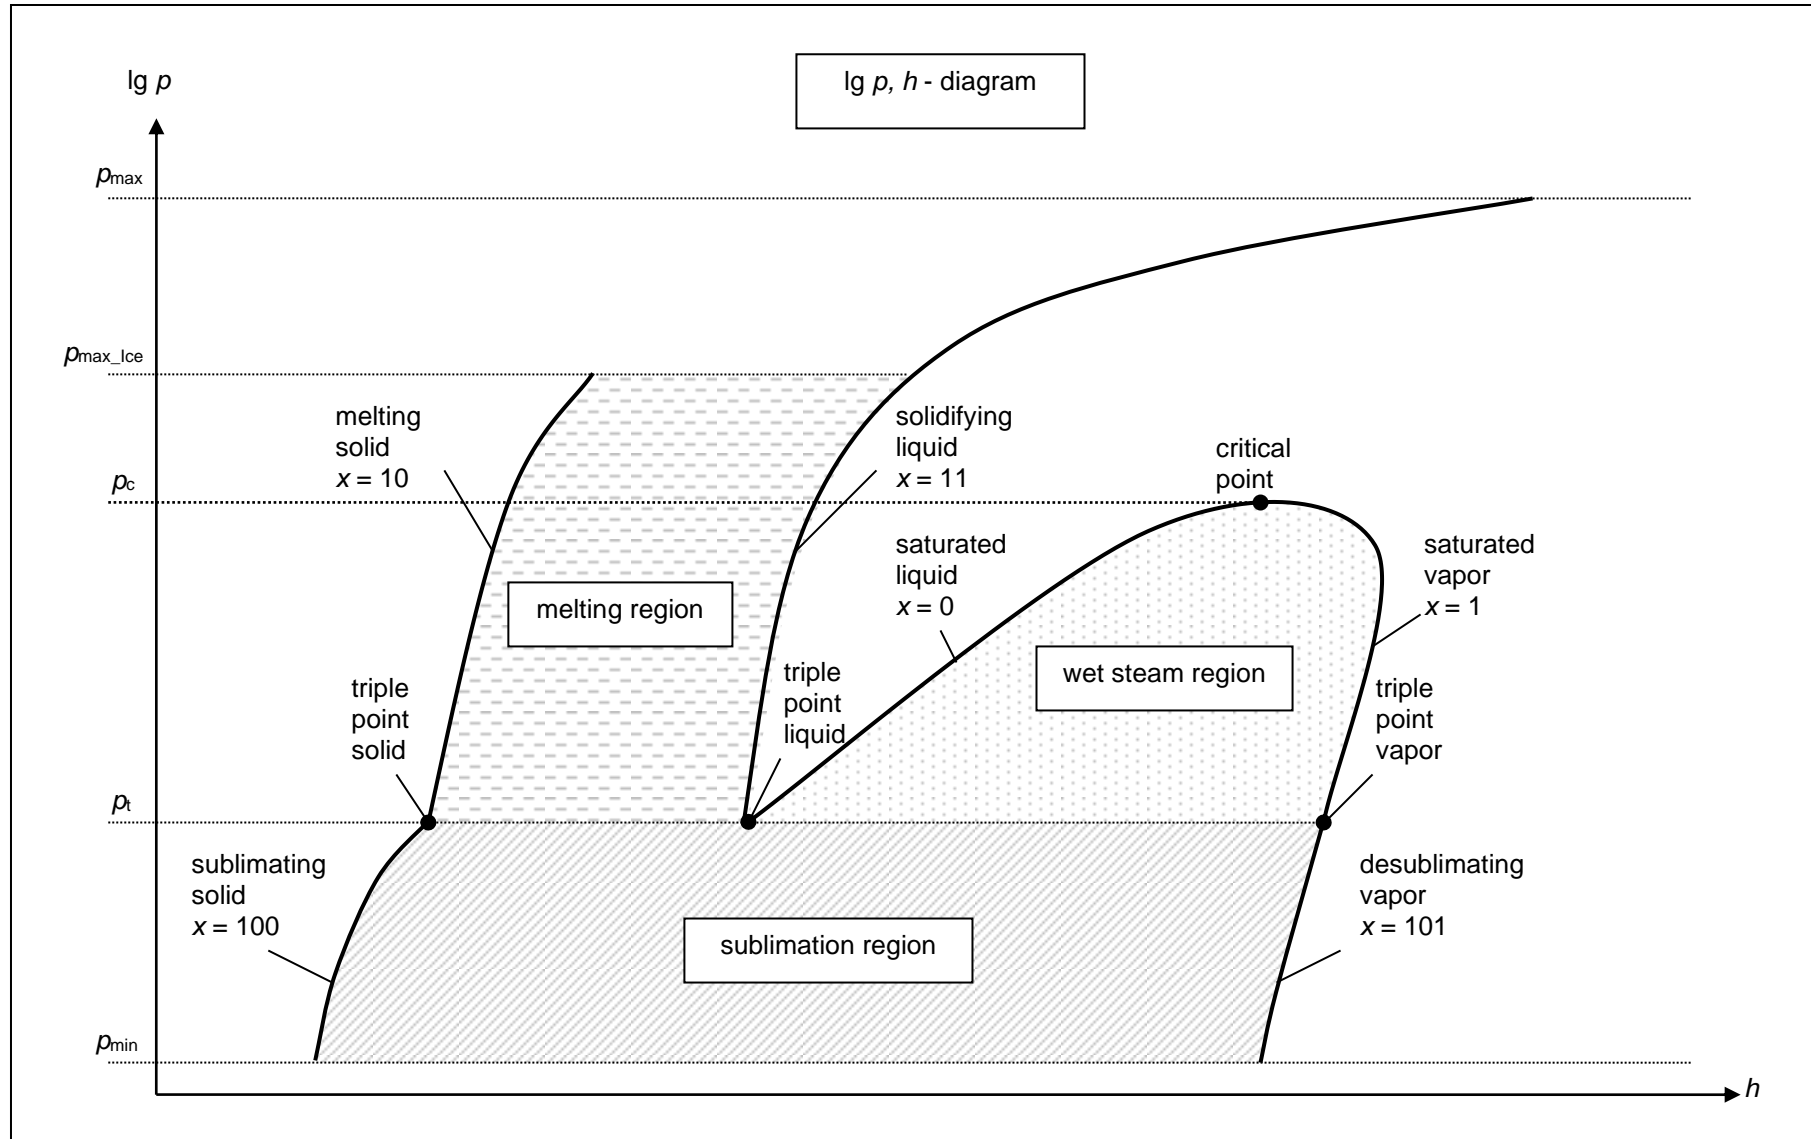 lg p, h - diagram
lg p
pmax
pmax_Ice
melting
solid
x = 10
solidifying
liquid
x = 11
critical
point
pc
saturated
liquid
x = 0
saturated
vapor
x = 1
melting region
wet steam region
triple
point
solid
triple
point
liquid
triple
point
vapor
pt
sublimating
solid
x = 100
desublimating
vapor
x = 101
sublimation region
pmin
h